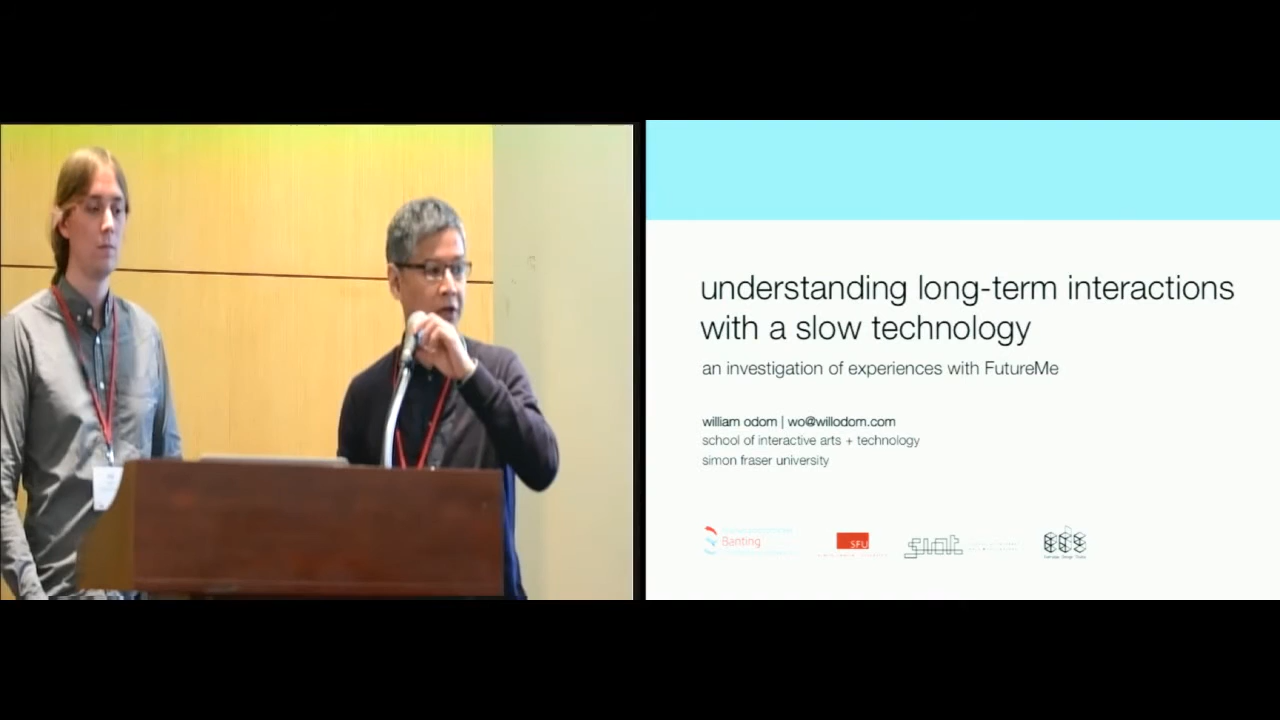 understanding long-term interactions
with a slow technology
an investigation of experiences with FutureMe
william odom | wo@willodom.com
school of interactive arts + technology
simon fraser university
Banting
SFU
siat